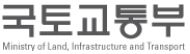 국토교통부
Ministry of Land, Infrastructure and Transport